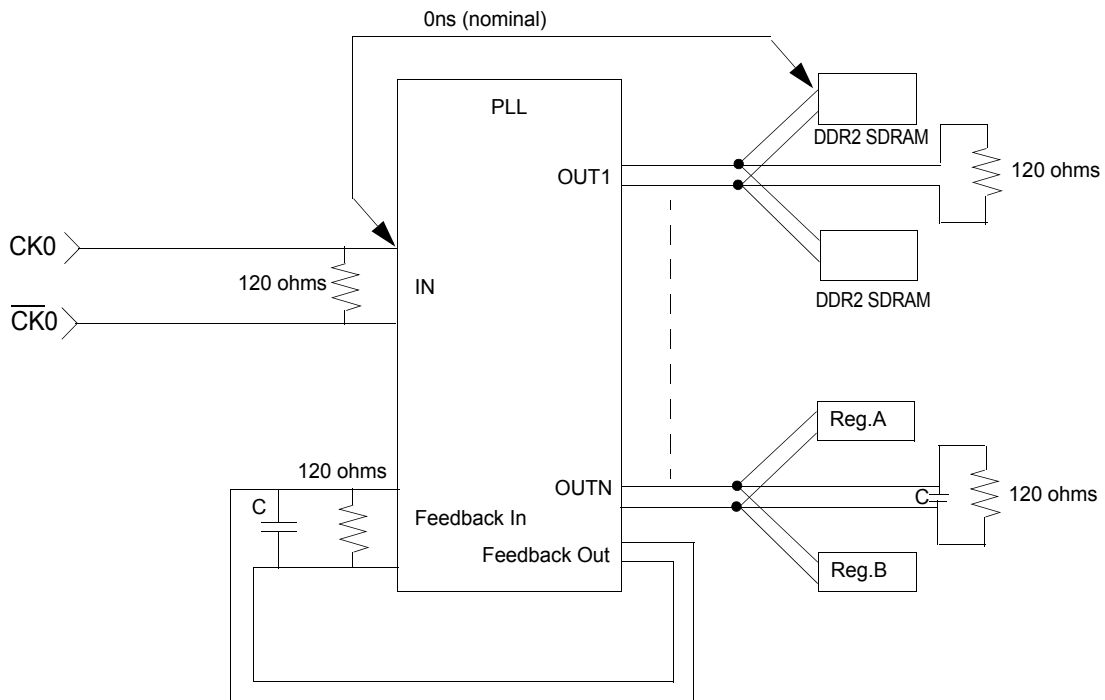 0ns (nominal)
PLL
DDR2 SDRAM
OUT1
120 ohms
CK0
120 ohms
IN
C̅K̅0
DDR2 SDRAM
Reg.A
120 ohms
OUTN
C
120 ohms
C
Feedback In
Feedback Out
Reg.B